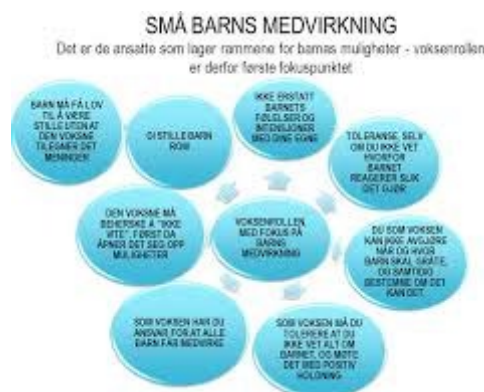 SMÅ BARNS MEDVIRKNING
Det er de ansatte som lager rammene for barnas muligheter - voksenrollen
er derfor første fokuspunktet
BARN MÅ FÅ LOV
TIL Å VÆRE
STILLE UTEN AT
DEN VOKSNE
TILEGNER DET
MENINGER
GI STILLE BARN
ROM
IKKE ERSTATT
BARNETS
FØLELSER OG
INTENSJONER
MED DINE EGNE
TOLERANSE, SELV
OM DU IKKE VET
HVORFOR
BARNET
REAGERER SLIK
DET GJØR
DEN VOKSNE MÅ
BEHERSKE Å "IKKE
VITE". FØRST DA
ÅPNER DET SEG OPP
MULIGHETER
VOKSENROLLEN
MED FOKUS PÅ
BARNS
MEDVIRKNING
DU SOM VOKSEN
KAN IKKE AVGJØRE
NÅR OG HVOR
BARN SKAL GRÅTE,
OG SAMTIDIG
BESTEMME OM DET
KAN DET.
SOM VOKSEN HAR DU
ANSVAR FOR AT ALLE
BARN FÅR MEDVIRKE
SOM VOKSEN MÅ DU
TOLERERE AT DU
IKKE VET ALT OM
BARNET, OG MØTE
DET MED POSITIV
HOLDNING